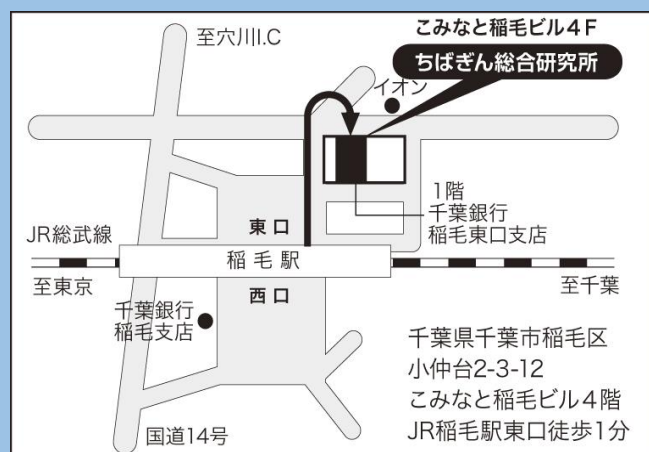 こみなと稲毛ビル4F
至穴川I.C
ちばぎん総合研究所
イオン
1階
千葉銀行
稲毛東口支店
東口
JR総武線
稲毛駅
至東京
至千葉
西口
千葉銀行
稲毛支店
国道14号
千葉県千葉市稲毛区
小仲台2-3-12
こみなと稲毛ビル4階
JR稲毛駅東口徒歩1分